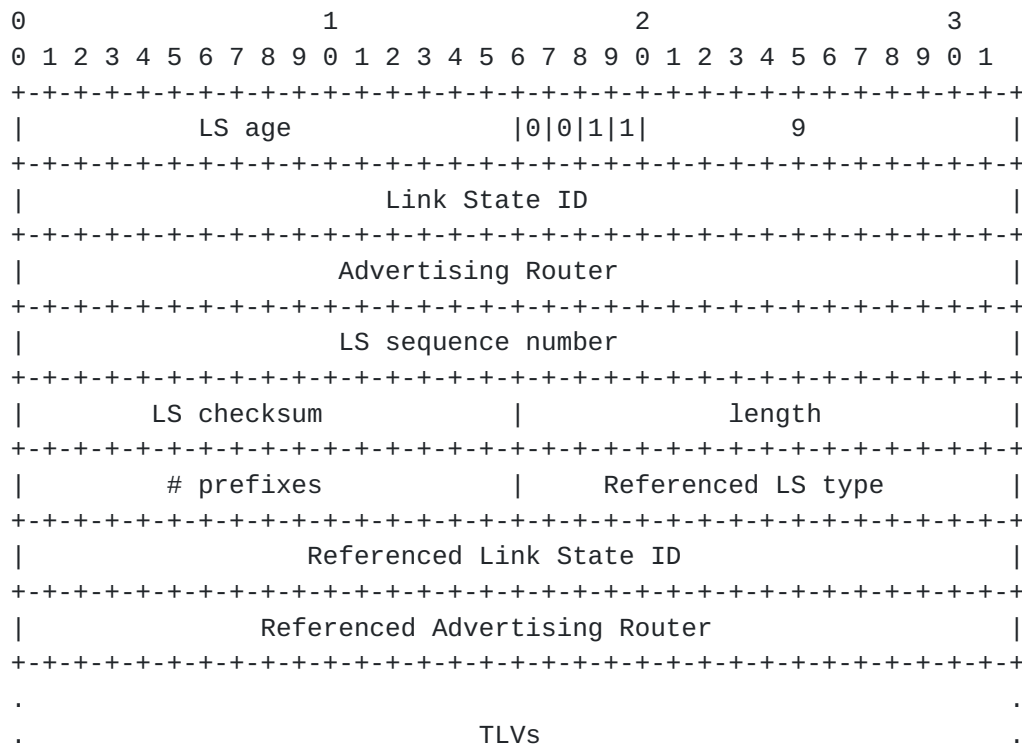 0                   1                   2                   3
0 1 2 3 4 5 6 7 8 9 0 1 2 3 4 5 6 7 8 9 0 1 2 3 4 5 6 7 8 9 0 1
+-+-+-+-+-+-+-+-+-+-+-+-+-+-+-+-+-+-+-+-+-+-+-+-+-+-+-+-+-+-+-+-+
|           LS age              |0|0|1|1|         9             |
+-+-+-+-+-+-+-+-+-+-+-+-+-+-+-+-+-+-+-+-+-+-+-+-+-+-+-+-+-+-+-+-+
|                       Link State ID                           |
+-+-+-+-+-+-+-+-+-+-+-+-+-+-+-+-+-+-+-+-+-+-+-+-+-+-+-+-+-+-+-+-+
|                    Advertising Router                         |
+-+-+-+-+-+-+-+-+-+-+-+-+-+-+-+-+-+-+-+-+-+-+-+-+-+-+-+-+-+-+-+-+
|                    LS sequence number                         |
+-+-+-+-+-+-+-+-+-+-+-+-+-+-+-+-+-+-+-+-+-+-+-+-+-+-+-+-+-+-+-+-+
|        LS checksum            |             length            |
+-+-+-+-+-+-+-+-+-+-+-+-+-+-+-+-+-+-+-+-+-+-+-+-+-+-+-+-+-+-+-+-+
|         # prefixes            |     Referenced LS type        |
+-+-+-+-+-+-+-+-+-+-+-+-+-+-+-+-+-+-+-+-+-+-+-+-+-+-+-+-+-+-+-+-+
|                  Referenced Link State ID                     |
+-+-+-+-+-+-+-+-+-+-+-+-+-+-+-+-+-+-+-+-+-+-+-+-+-+-+-+-+-+-+-+-+
|               Referenced Advertising Router                   |
+-+-+-+-+-+-+-+-+-+-+-+-+-+-+-+-+-+-+-+-+-+-+-+-+-+-+-+-+-+-+-+-+
.                                                               .
.                             TLVs                              .